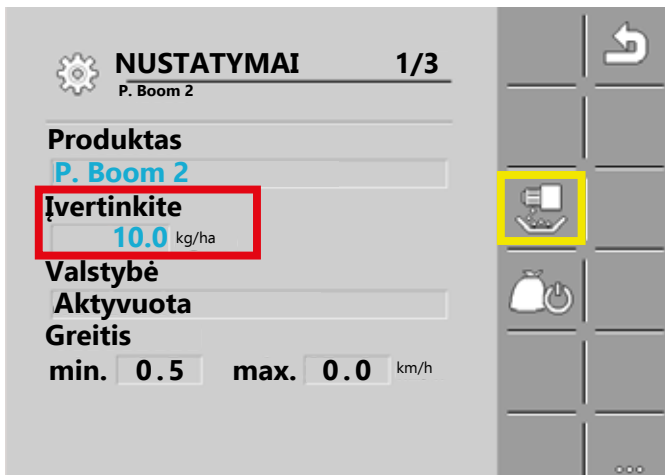 NUSTATYMAI 1/3
P. Boom 2
Produktas
P. Boom 2
Įvertinkite
10.0 kg/ha
Valstybė
Aktyvuota
Greitis
min. 0.5 max. 0.0 km/h